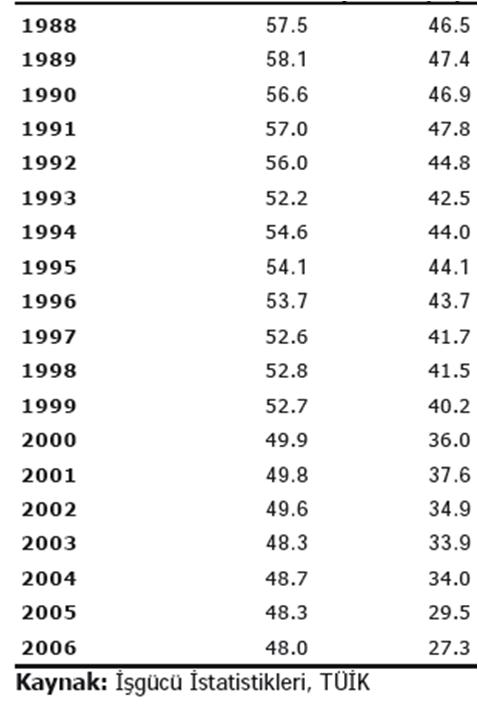 1988 57.5 46.5
1989 58.1 47.4
1990 56.6 46.9
1991 57.0 47.8
1992 56.0 44.8
1993 52.2 42.5
1994 54.6 44.0
1995 54.1 44.1
1996 53.7 43.7
1997 52.6 41.7
1998 52.8 41.5
1999 52.7 40.2
2000 49.9 36.0
2001 49.8 37.6
2002 49.6 34.9
2003 48.3 33.9
2004 48.7 34.0
2005 48.3 29.5
2006 48.0 27.3
Kaynak: İşgücü İstatistikleri, TÜİK